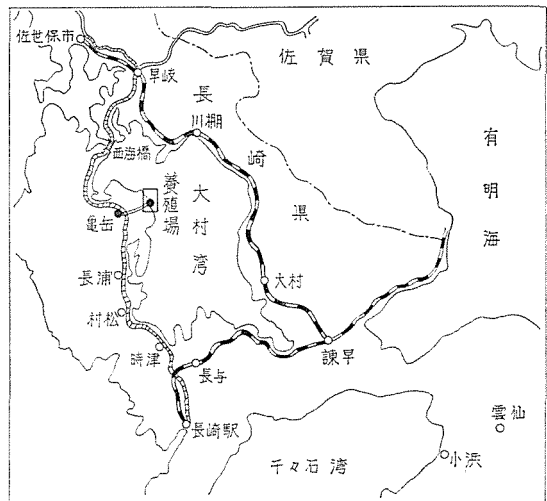 佐世保市
早岐
佐賀県
長崎県
川棚
有明海
西海橋
養殖場
大村湾
亀岳
長浦
大村
村松
時津
長与
諫早
長崎駅
雲仙
小浜
千々石湾